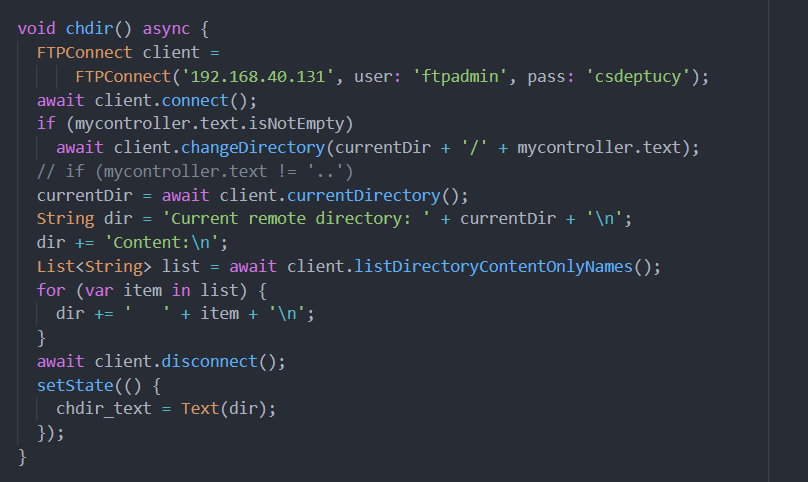 void chdir() async {
FTPConnect client =
FTPConnect('192.168.40.131', user: 'ftpadmin', pass: 'csdeptucy');
await client.connect();
if (mycontroller.text.isNotEmpty)
await client.changeDirectory(currentDir + '/' + mycontroller.text);
// if (mycontroller.text != '..')
currentDir = await client.currentDirectory();
String dir = 'Current remote directory: ' + currentDir + '\n';
dir += 'Content:\n';
List<String> list = await client.listDirectoryContentOnlyNames();
for (var item in list) {
dir += '   ' + item + '\n';
}
await client.disconnect();
setState(() {
chdir_text = Text(dir);
});
}